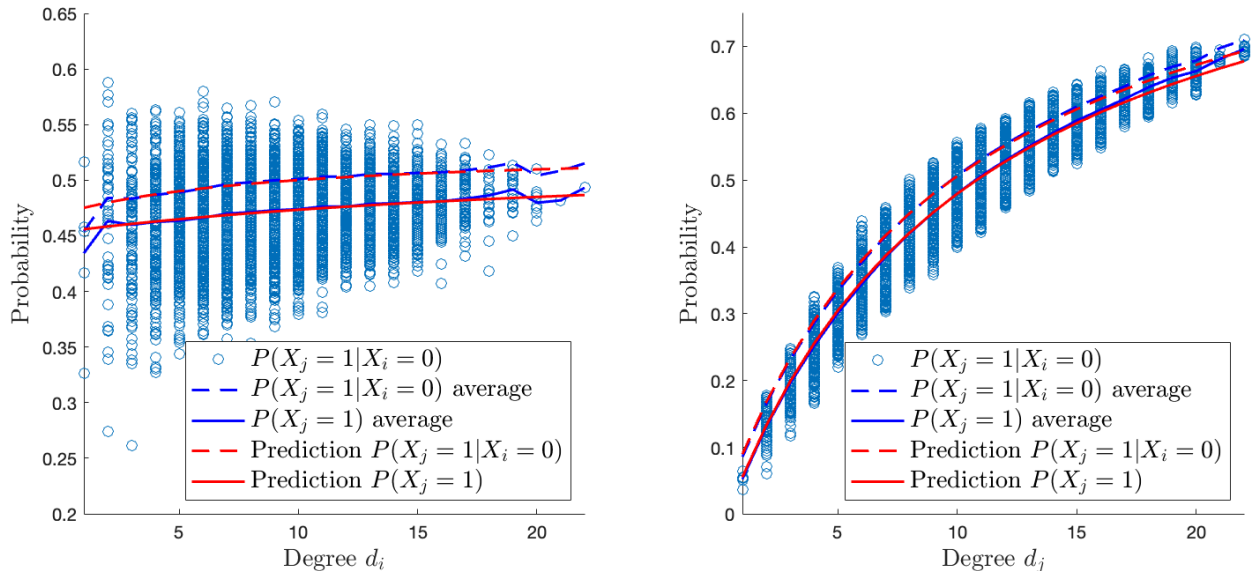 0.65
0.6
0.55
0.5
0.45
0.4
0.35
0.3
0.25
0.2
Probability
P(X_j = 1|X_i = 0)
P(X_j = 1|X_i = 0) average
P(X_j = 1) average
Prediction P(X_j = 1|X_i = 0)
Prediction P(X_j = 1)
5 10 15 20
Degree d_i
0.7
0.6
0.5
0.4
0.3
0.2
0.1
0
Probability
P(X_j = 1|X_i = 0)
P(X_j = 1|X_i = 0) average
P(X_j = 1) average
Prediction P(X_j = 1|X_i = 0)
Prediction P(X_j = 1)
5 10 15 20
Degree d_j